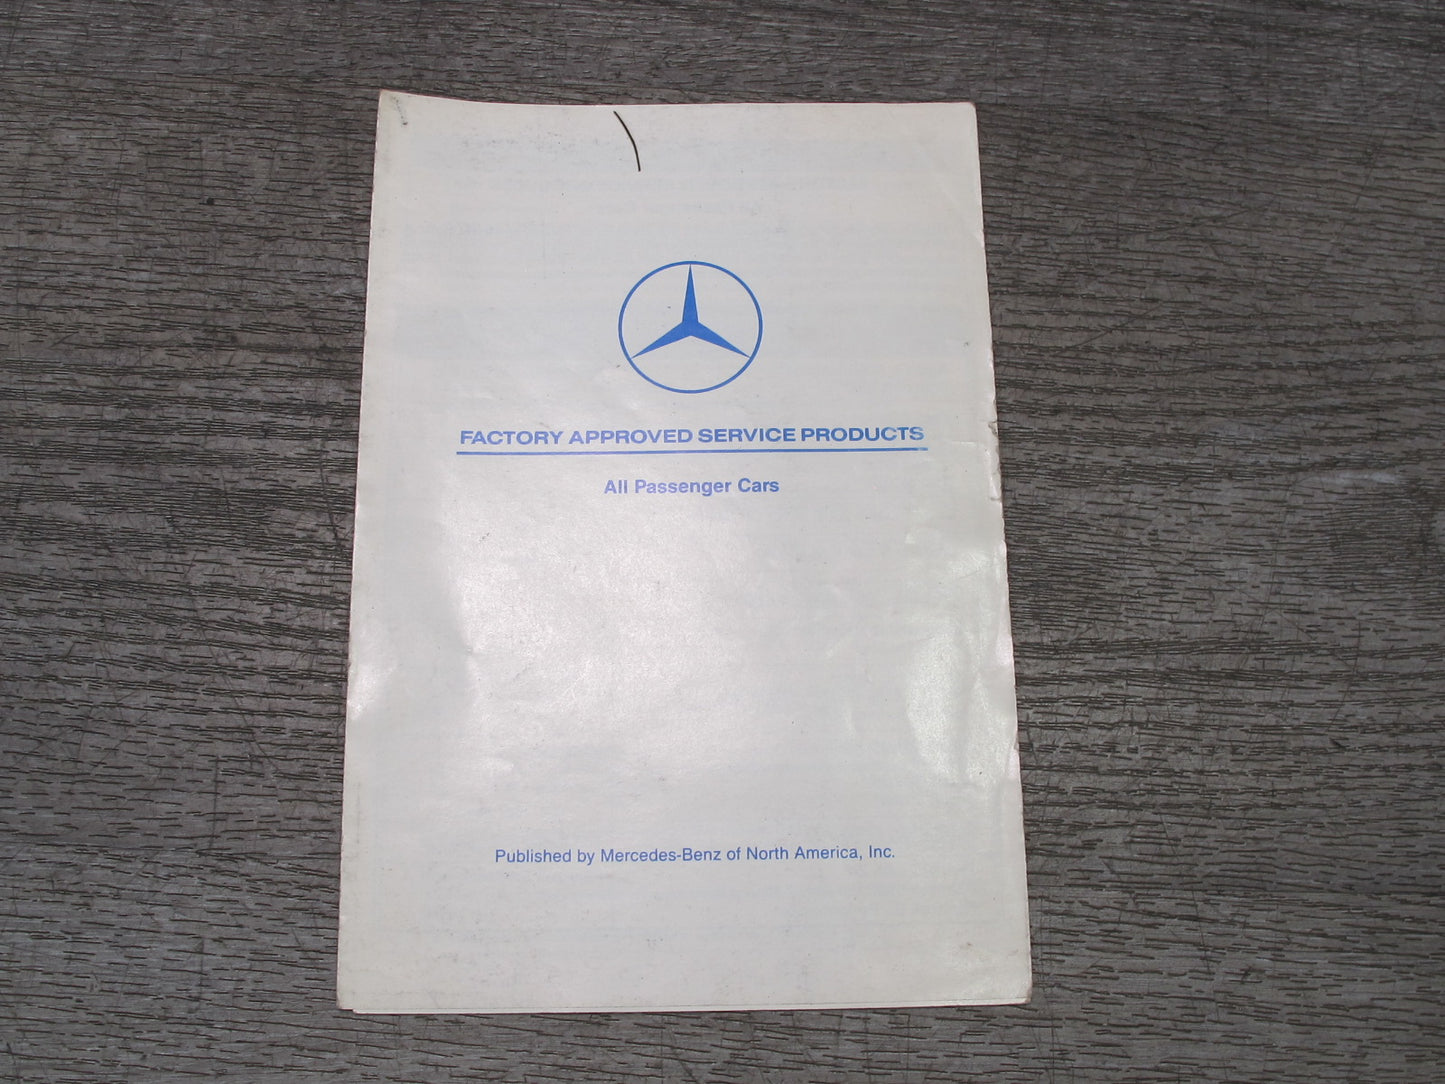 FACTORY APPROVED SERVICE PRODUCTS
All Passenger Cars
Published by Mercedes-Benz of North America, Inc.